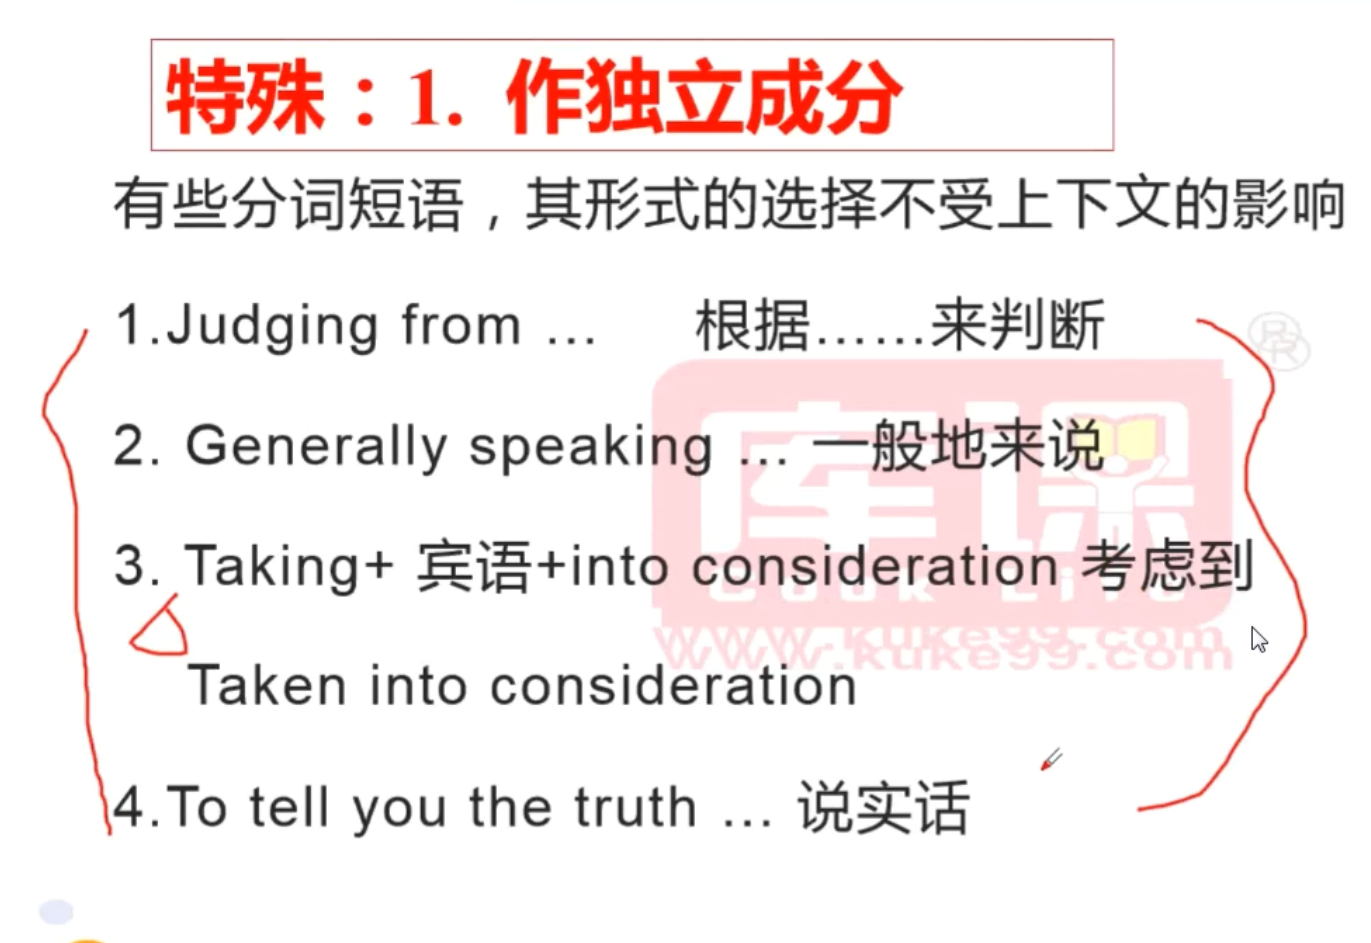 特殊：1. 作独立成分
有些分词短语，其形式的选择不受上下文的影响
1.Judging from ... 根据……来判断
2. Generally speaking ... 一般地来说
3. Taking+ 宾语+into consideration 考虑到
Taken into consideration
4.To tell you the truth ... 说实话
库课
Cook Life
www.kuke99.com